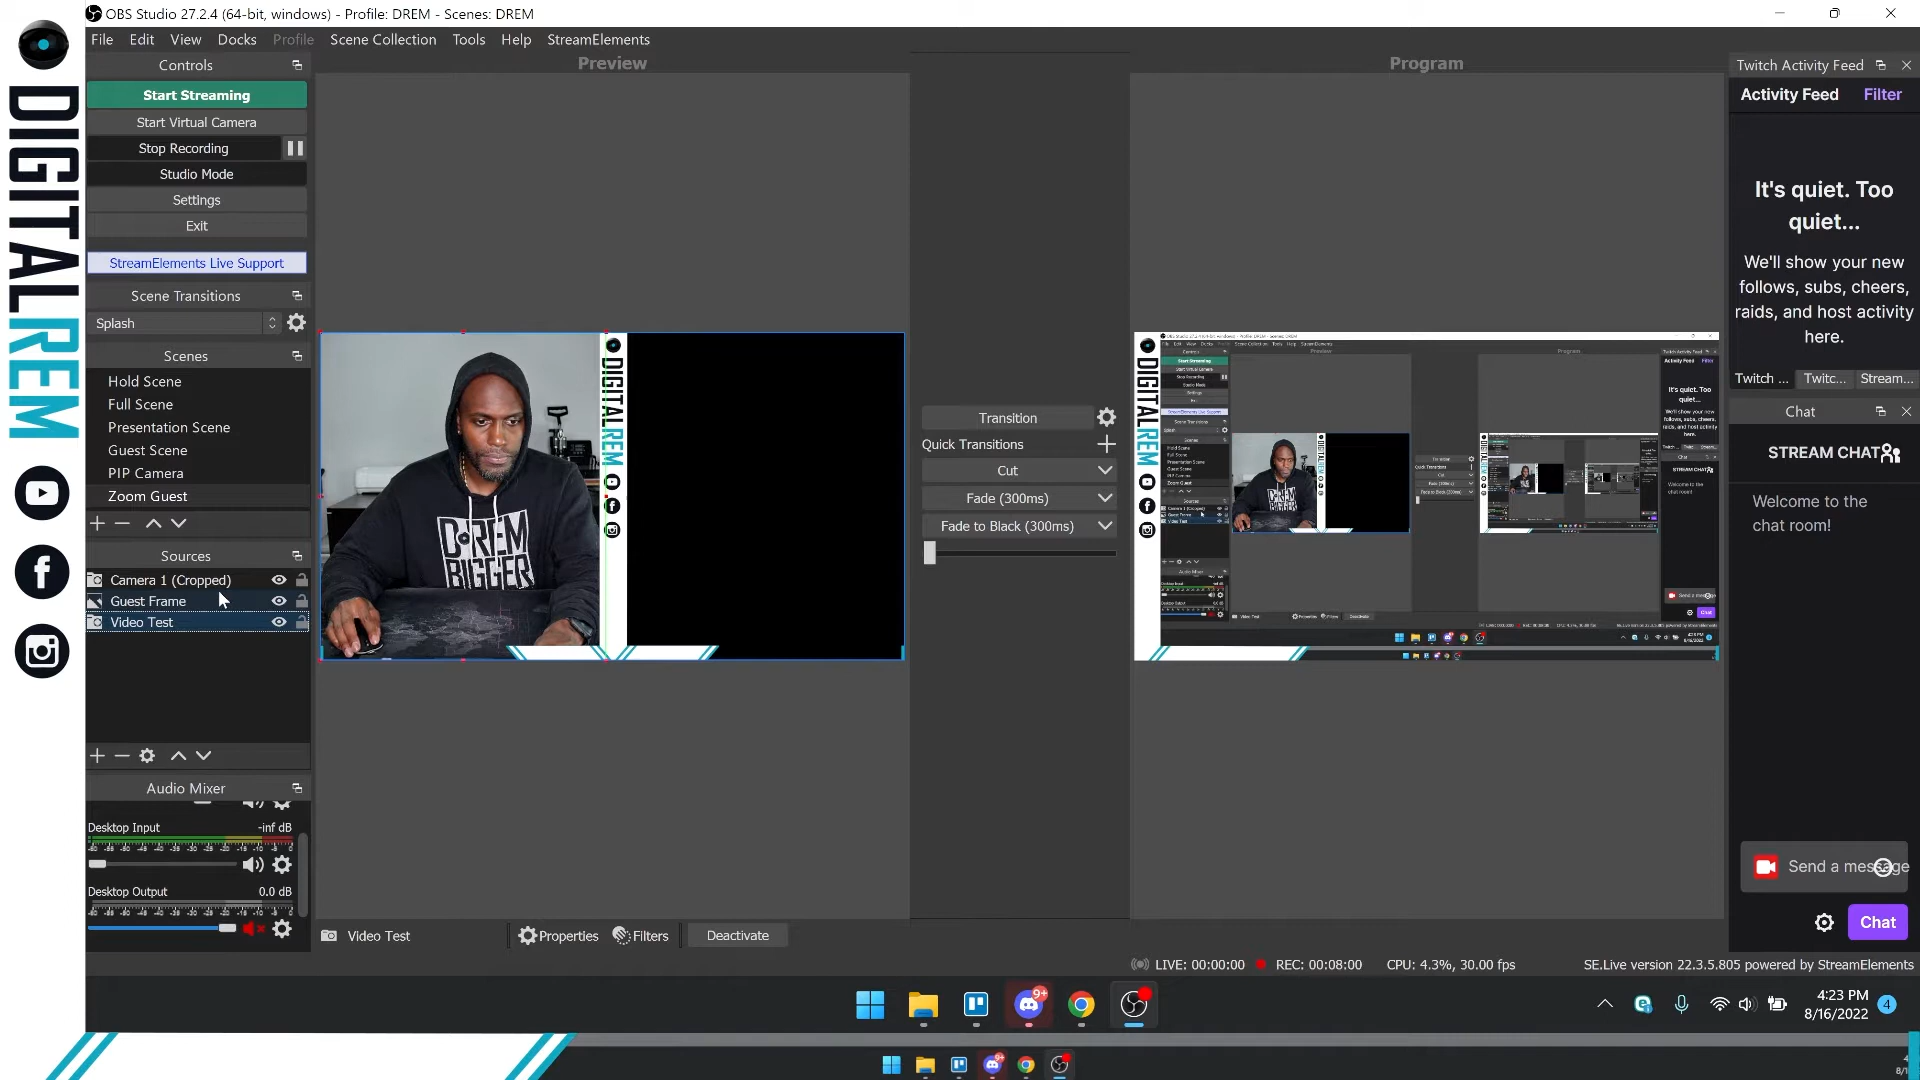 OBS Studio 27.2.4 (64-bit, windows) - Profile: DREM - Scenes: DREM
File Edit View Docks Profile Scene Collection Tools Help StreamElements
DIGITALREM
Controls
Start Streaming
Start Virtual Camera
Stop Recording
Studio Mode
Settings
Exit
StreamElements Live Support
Scene Transitions
Splash
Scenes
Hold Scene
Full Scene
Presentation Scene
Guest Scene
PIP Camera
Zoom Guest
Sources
Camera 1 (Cropped)
Guest Frame
Video Test
Audio Mixer
Desktop Input -inf dB
Desktop Output 0.0 dB
Preview
DREM
BIGGER
DIGITALREM
Video Test Properties Filters Deactivate
Transition
Quick Transitions
Cut
Fade (300ms)
Fade to Black (300ms)
Program
DIGITALREM
Twitch Activity Feed
Activity Feed Filter
It's quiet. Too
quiet...
We'll show your new
follows, subs, cheers,
raids, and host activity
here.
Twitch ... Twitc... Stream...
Chat
STREAM CHAT
Welcome to the
chat room!
Send a message
Chat
LIVE: 00:00:00 REC: 00:08:00 CPU: 4.3%, 30.00 fps SE.Live version 22.3.5.805 powered by StreamElements
9+
4:23 PM
8/16/2022
4